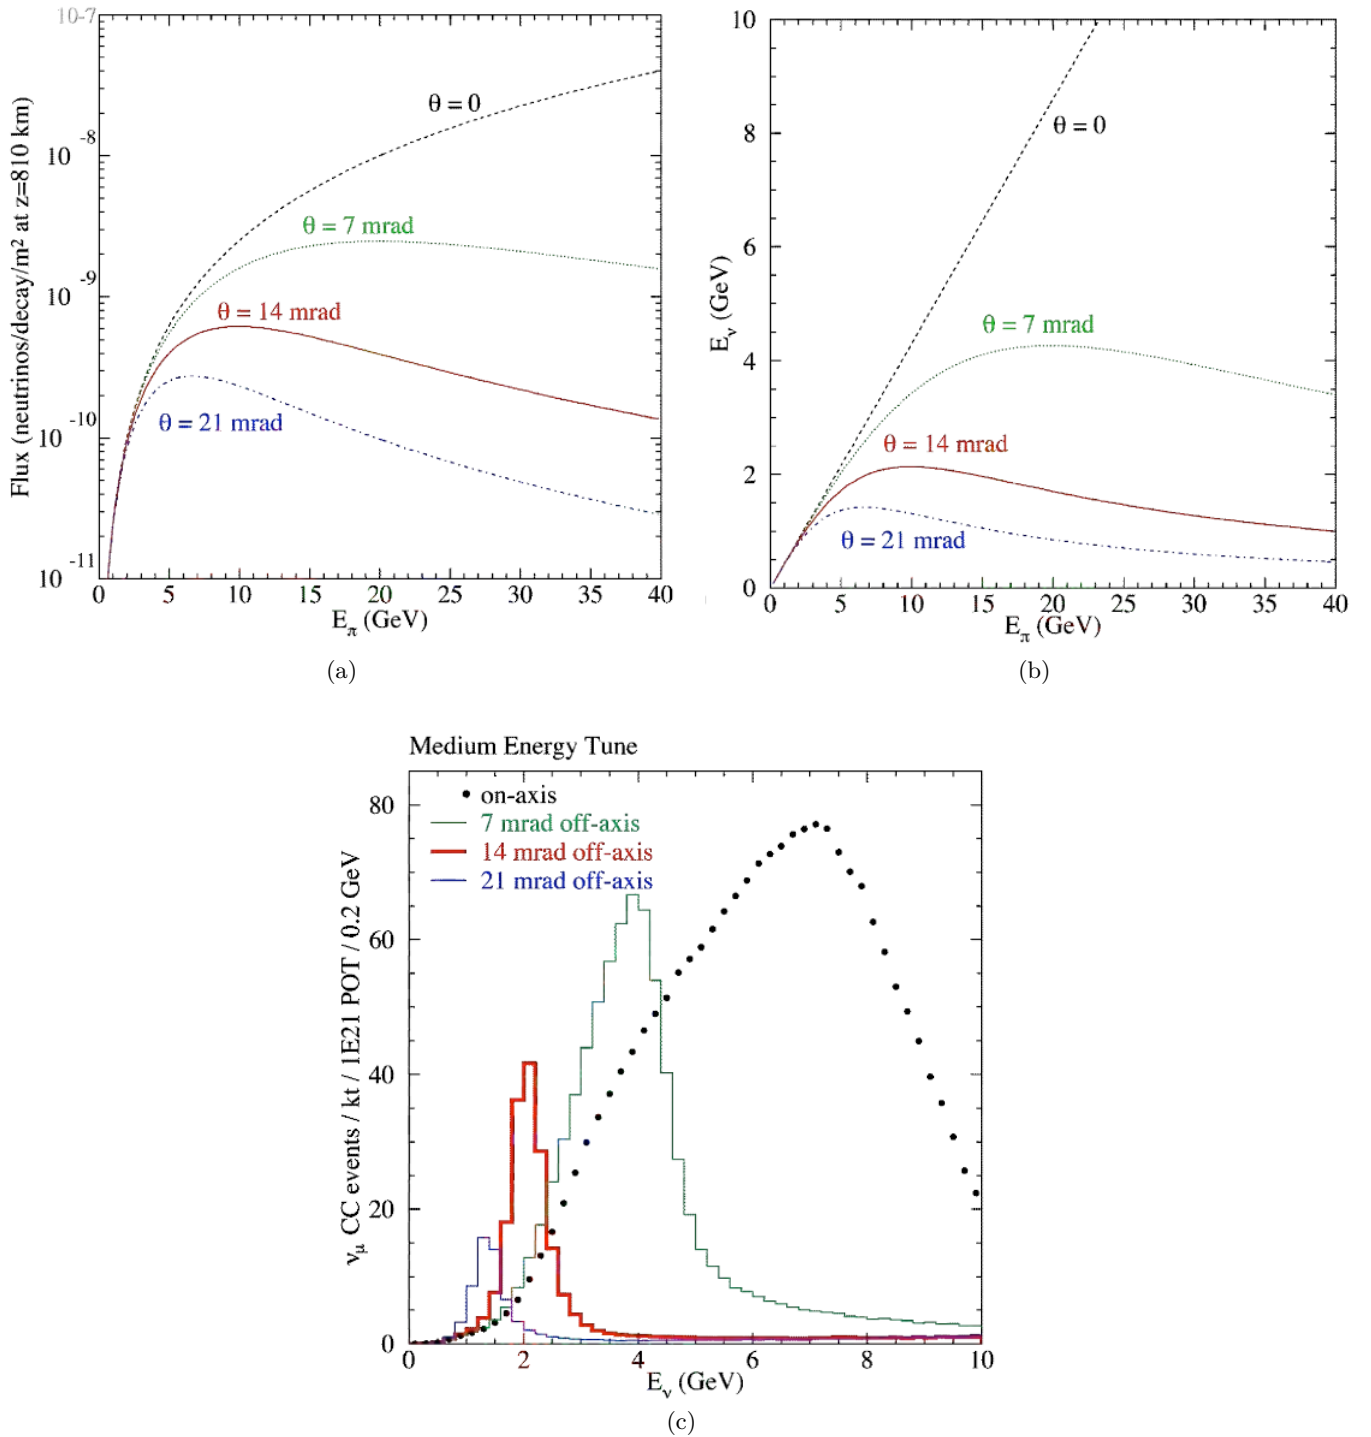 Flux (neutrinos/decay/m² at z=810 km)
10⁻⁷
10⁻⁸
10⁻⁹
10⁻¹⁰
10⁻¹¹
θ = 0
θ = 7 mrad
θ = 14 mrad
θ = 21 mrad
0 5 10 15 20 25 30 35 40
E_π (GeV)
(a)
E_ν (GeV)
10
8
6
4
2
0
θ = 0
θ = 7 mrad
θ = 14 mrad
θ = 21 mrad
0 5 10 15 20 25 30 35 40
E_π (GeV)
(b)
Medium Energy Tune
ν_μ CC events / kt / 1E21 POT / 0.2 GeV
80
60
40
20
0
on-axis
7 mrad off-axis
14 mrad off-axis
21 mrad off-axis
0 2 4 6 8 10
E_ν (GeV)
(c)